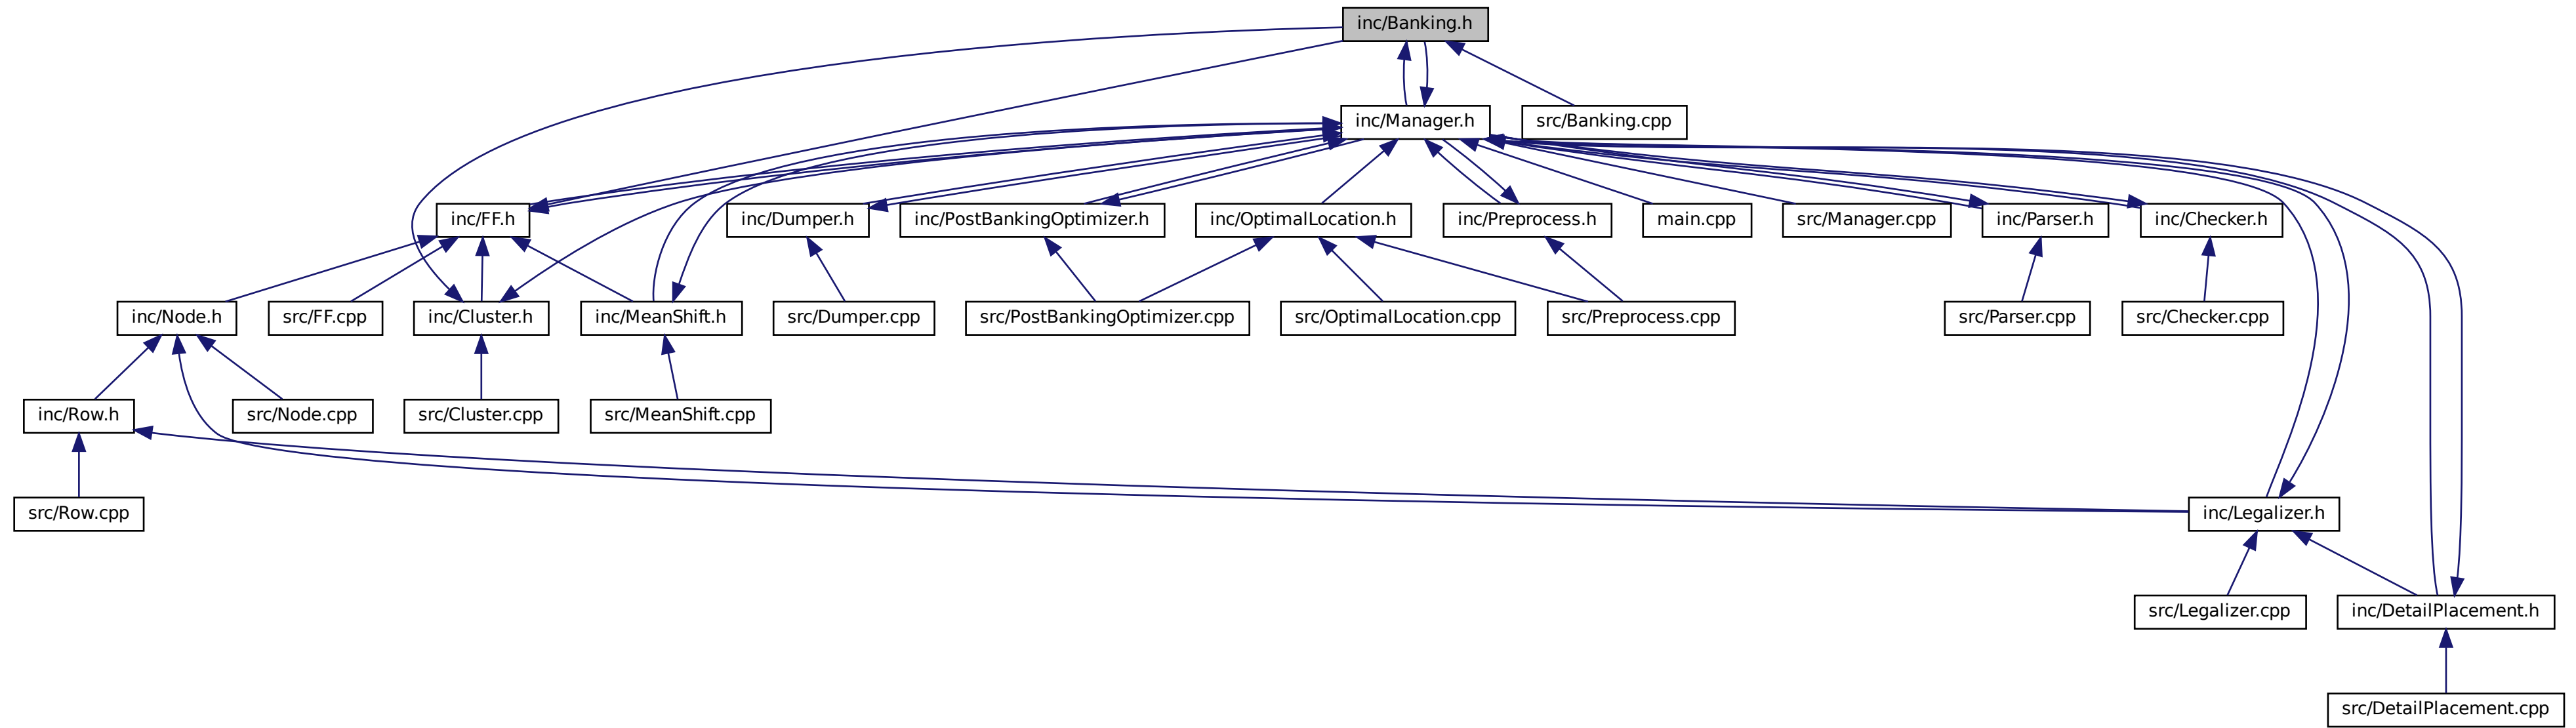 inc/Banking.h
inc/Manager.h
src/Banking.cpp
inc/FF.h
inc/Dumper.h
inc/PostBankingOptimizer.h
inc/OptimalLocation.h
inc/Preprocess.h
main.cpp
src/Manager.cpp
inc/Parser.h
inc/Checker.h
inc/Node.h
src/FF.cpp
inc/Cluster.h
inc/MeanShift.h
src/Dumper.cpp
src/PostBankingOptimizer.cpp
src/OptimalLocation.cpp
src/Preprocess.cpp
src/Parser.cpp
src/Checker.cpp
inc/Row.h
src/Node.cpp
src/Cluster.cpp
src/MeanShift.cpp
src/Row.cpp
inc/Legalizer.h
src/Legalizer.cpp
inc/DetailPlacement.h
src/DetailPlacement.cpp